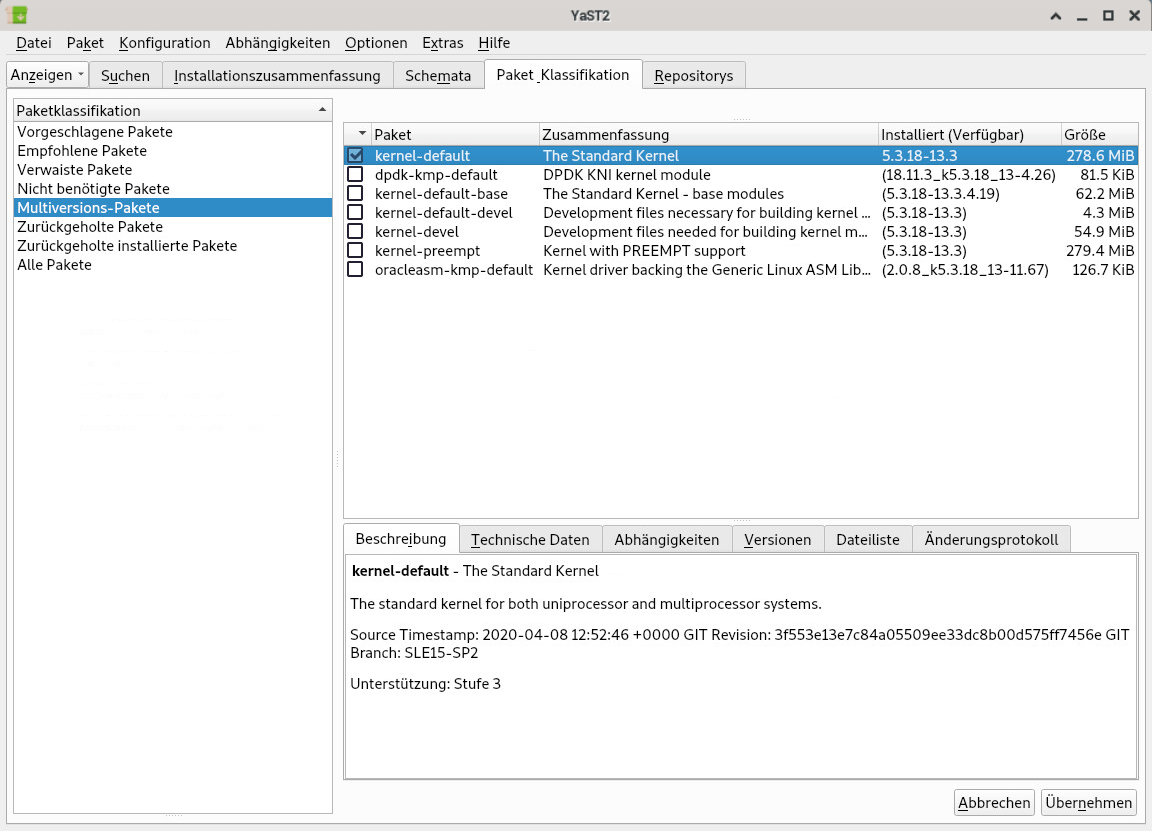 YaST2
Datei Paket Konfiguration Abhängigkeiten Optionen Extras Hilfe
Anzeigen Suchen Installationszusammenfassung Schemata Paket_Klassifikation Repositorys
Paketklassifikation
Vorgeschlagene Pakete
Empfohlene Pakete
Verwaiste Pakete
Nicht benötigte Pakete
Multiversions-Pakete
Zurückgeholte Pakete
Zurückgeholte installierte Pakete
Alle Pakete
Paket Zusammenfassung Installiert (Verfügbar) Größe
kernel-default The Standard Kernel 5.3.18-13.3 278.6 MiB
dpdk-kmp-default DPDK KNI kernel module (18.11.3_k5.3.18_13-4.26) 81.5 KiB
kernel-default-base The Standard Kernel - base modules (5.3.18-13.3.4.19) 62.2 MiB
kernel-default-devel Development files necessary for building kernel ... (5.3.18-13.3) 4.3 MiB
kernel-devel Development files needed for building kernel m... (5.3.18-13.3) 54.9 MiB
kernel-preempt Kernel with PREEMPT support (5.3.18-13.3) 279.4 MiB
oracleasm-kmp-default Kernel driver backing the Generic Linux ASM Lib... (2.0.8_k5.3.18_13-11.67) 126.7 KiB
Beschreibung Technische Daten Abhängigkeiten Versionen Dateiliste Änderungsprotokoll
kernel-default - The Standard Kernel
The standard kernel for both uniprocessor and multiprocessor systems.
Source Timestamp: 2020-04-08 12:52:46 +0000 GIT Revision: 3f553e13e7c84a05509ee33dc8b00d575ff7456e GIT
Branch: SLE15-SP2
Unterstützung: Stufe 3
Abbrechen Übernehmen